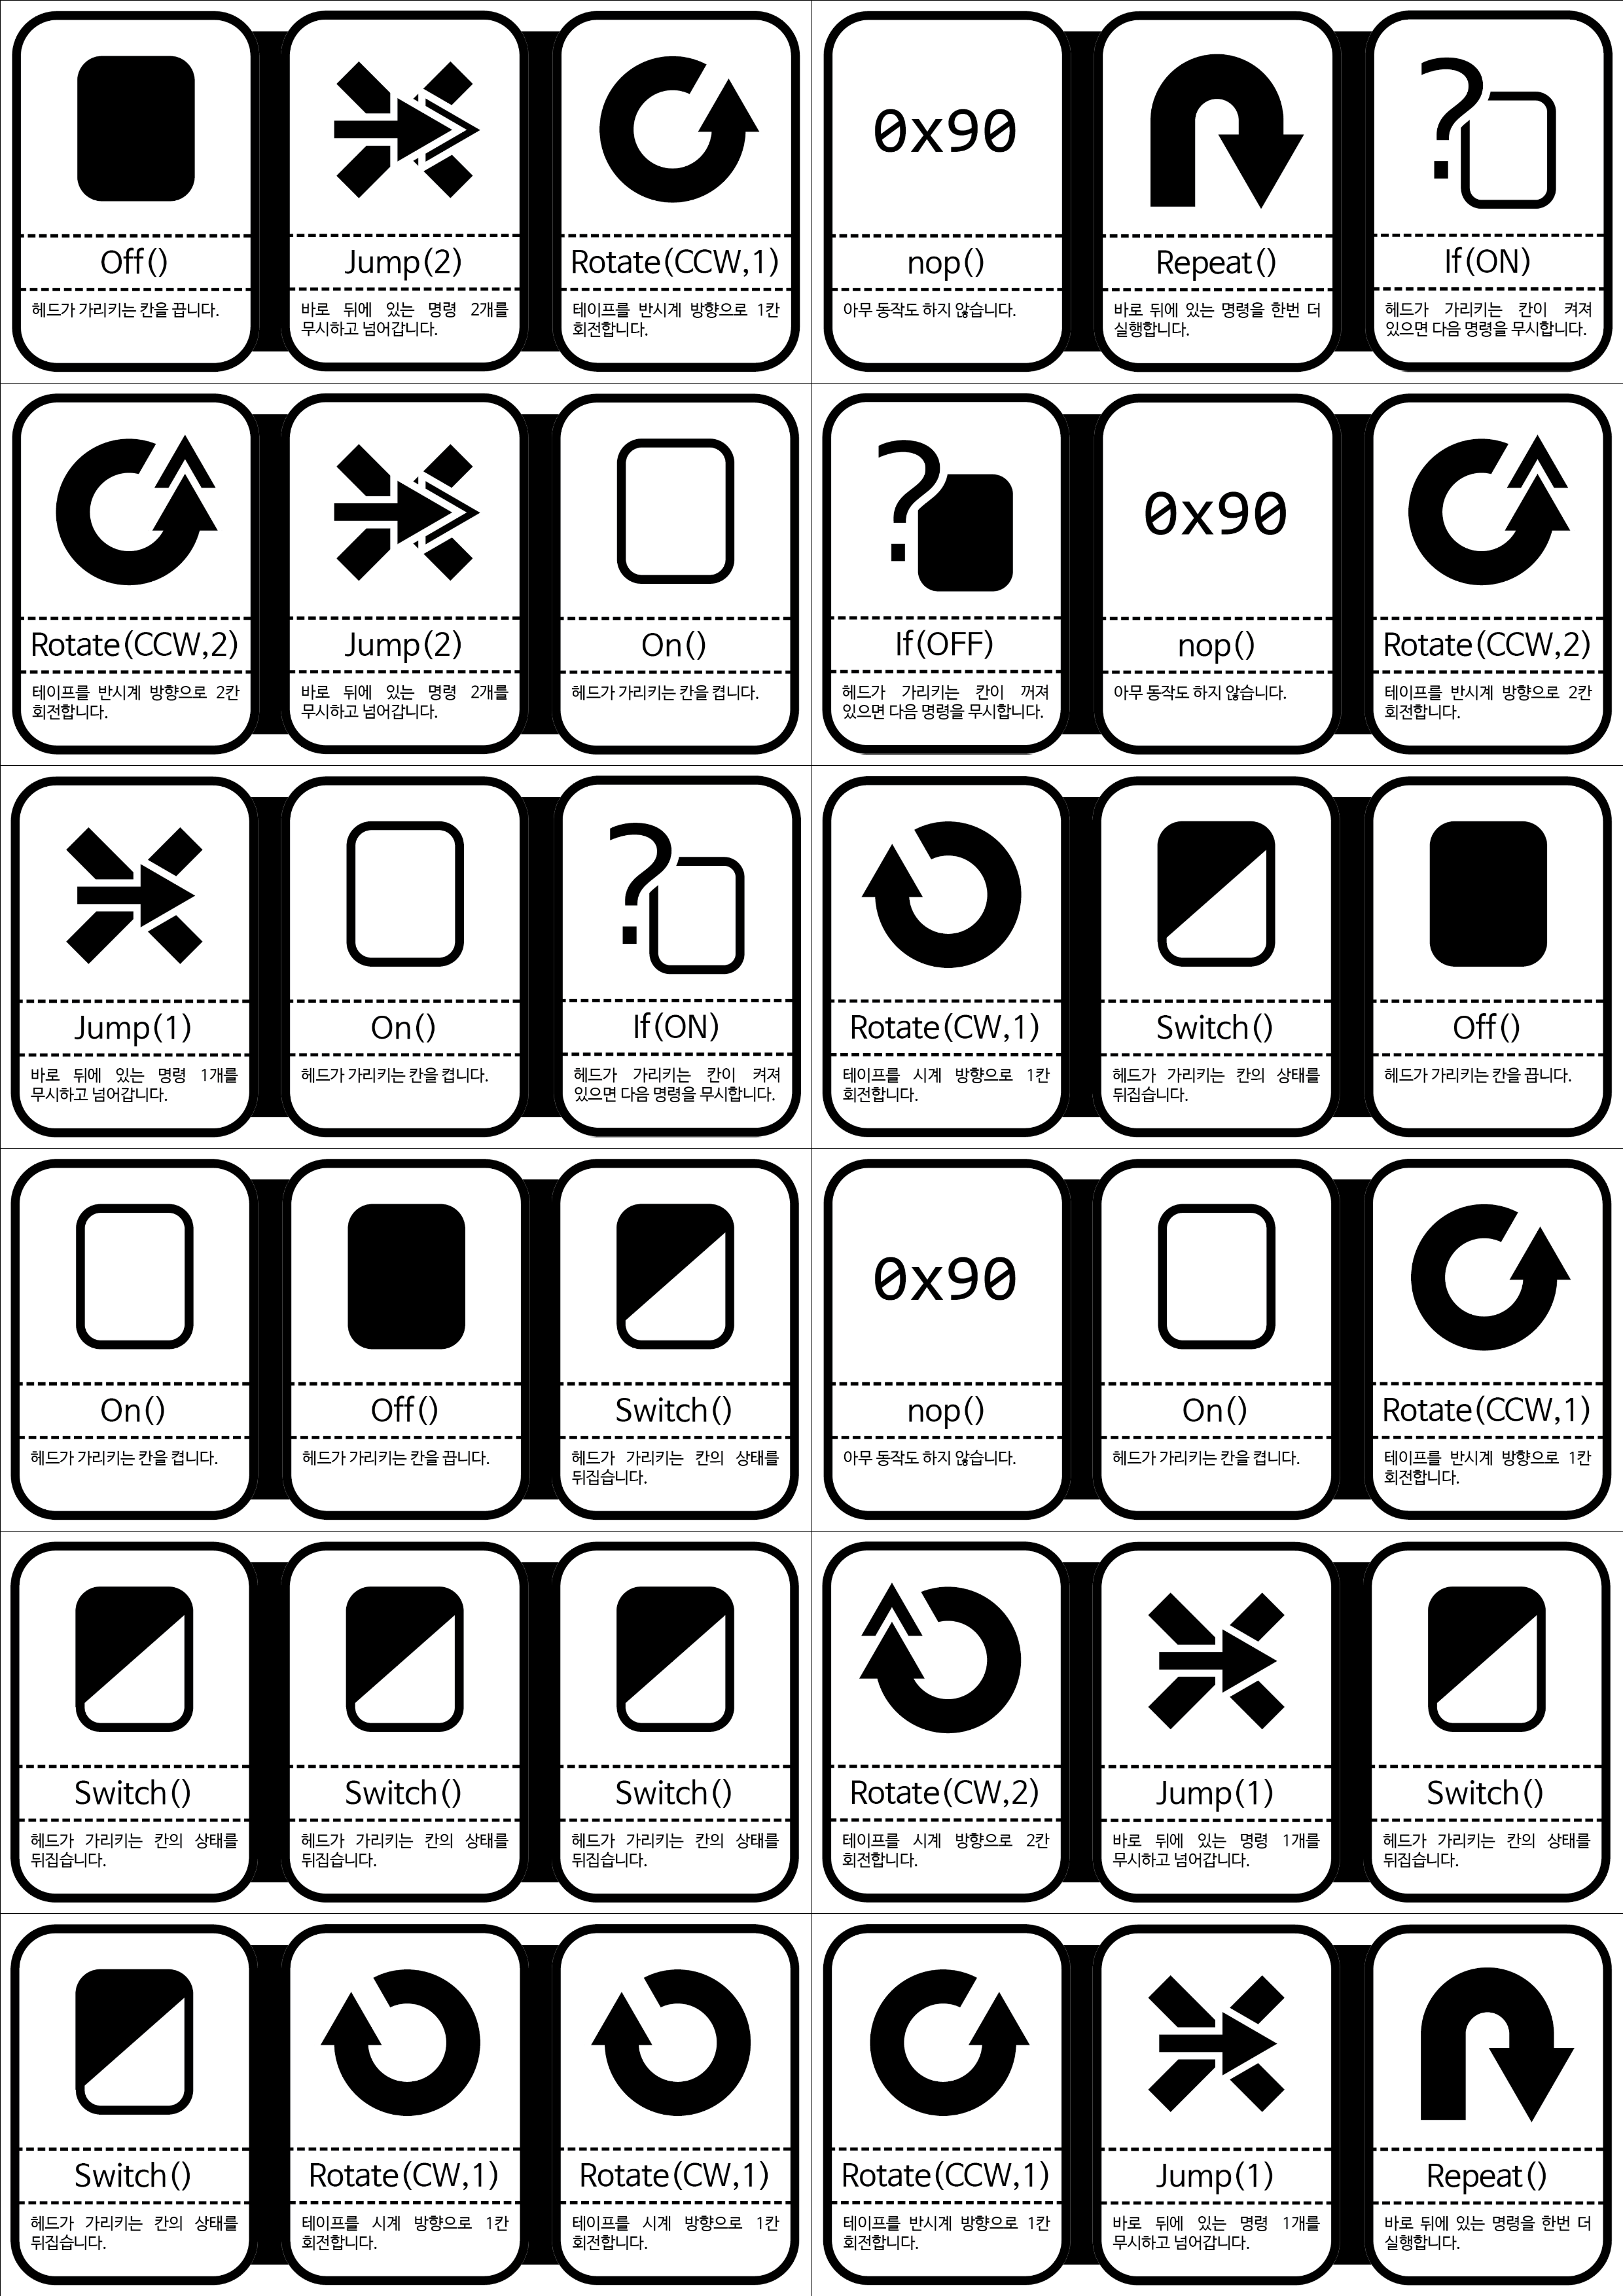 Off()
헤드가 가리키는 칸을 끕니다.
Jump(2)
바로 뒤에 있는 명령 2개를
무시하고 넘어갑니다.
Rotate(CCW,1)
테이프를 반시계 방향으로 1칸
회전합니다.
0x90
nop()
아무 동작도 하지 않습니다.
Repeat()
바로 뒤에 있는 명령을 한번 더
실행합니다.
?
If(ON)
헤드가 가리키는 칸이 켜져
있으면 다음 명령을 무시합니다.
Rotate(CCW,2)
테이프를 반시계 방향으로 2칸
회전합니다.
Jump(2)
바로 뒤에 있는 명령 2개를
무시하고 넘어갑니다.
On()
헤드가 가리키는 칸을 켭니다.
?
If(OFF)
헤드가 가리키는 칸이 꺼져
있으면 다음 명령을 무시합니다.
0x90
nop()
아무 동작도 하지 않습니다.
Rotate(CCW,2)
테이프를 반시계 방향으로 2칸
회전합니다.
Jump(1)
바로 뒤에 있는 명령 1개를
무시하고 넘어갑니다.
On()
헤드가 가리키는 칸을 켭니다.
?
If(ON)
헤드가 가리키는 칸이 켜져
있으면 다음 명령을 무시합니다.
Rotate(CW,1)
테이프를 시계 방향으로 1칸
회전합니다.
Switch()
헤드가 가리키는 칸의 상태를
뒤집습니다.
Off()
헤드가 가리키는 칸을 끕니다.
On()
헤드가 가리키는 칸을 켭니다.
Off()
헤드가 가리키는 칸을 끕니다.
Switch()
헤드가 가리키는 칸의 상태를
뒤집습니다.
0x90
nop()
아무 동작도 하지 않습니다.
On()
헤드가 가리키는 칸을 켭니다.
Rotate(CCW,1)
테이프를 반시계 방향으로 1칸
회전합니다.
Switch()
헤드가 가리키는 칸의 상태를
뒤집습니다.
Switch()
헤드가 가리키는 칸의 상태를
뒤집습니다.
Switch()
헤드가 가리키는 칸의 상태를
뒤집습니다.
Rotate(CW,2)
테이프를 시계 방향으로 2칸
회전합니다.
Jump(1)
바로 뒤에 있는 명령 1개를
무시하고 넘어갑니다.
Switch()
헤드가 가리키는 칸의 상태를
뒤집습니다.
Switch()
헤드가 가리키는 칸의 상태를
뒤집습니다.
Rotate(CW,1)
테이프를 시계 방향으로 1칸
회전합니다.
Rotate(CW,1)
테이프를 시계 방향으로 1칸
회전합니다.
Rotate(CCW,1)
테이프를 반시계 방향으로 1칸
회전합니다.
Jump(1)
바로 뒤에 있는 명령 1개를
무시하고 넘어갑니다.
Repeat()
바로 뒤에 있는 명령을 한번 더
실행합니다.